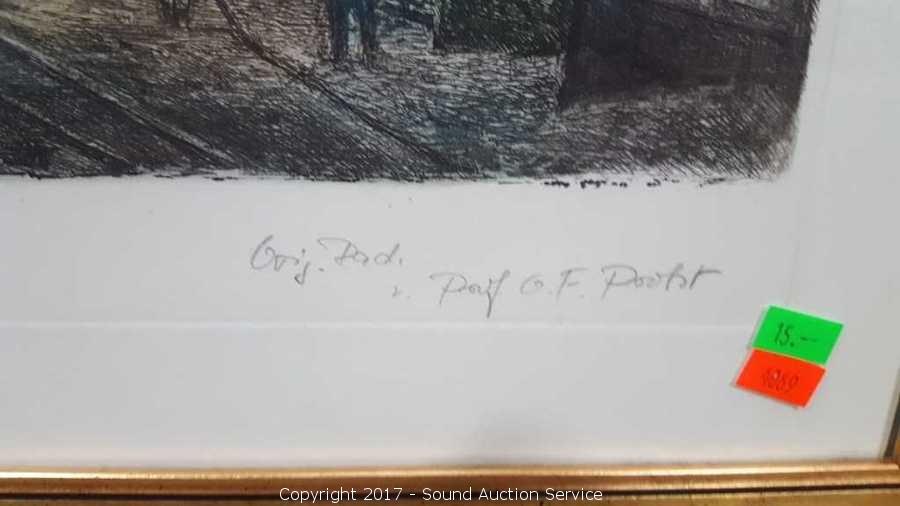 Orig. Rad.
v. Prof O. F. Probst
15.-
4069
Copyright 2017 - Sound Auction Service